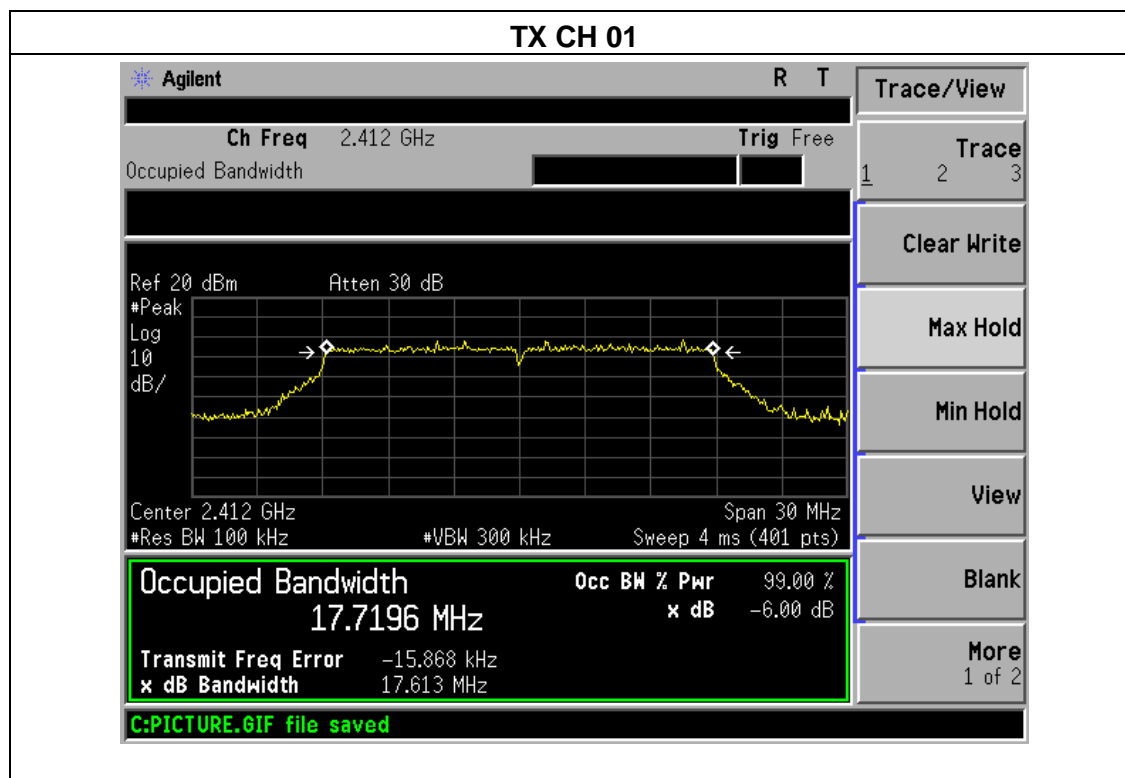 TX CH 01
Agilent R T
Trace/View
Ch Freq 2.412 GHz Trig Free
Occupied Bandwidth
Trace
1 2 3
Clear Write
Ref 20 dBm Atten 30 dB
#Peak
Log
10
dB/
Max Hold
Min Hold
View
Center 2.412 GHz Span 30 MHz
#Res BW 100 kHz #VBW 300 kHz Sweep 4 ms (401 pts)
Occupied Bandwidth Occ BW % Pwr 99.00 %
17.7196 MHz x dB -6.00 dB
Blank
Transmit Freq Error -15.868 kHz
x dB Bandwidth 17.613 MHz
More
1 of 2
C:PICTURE.GIF file saved